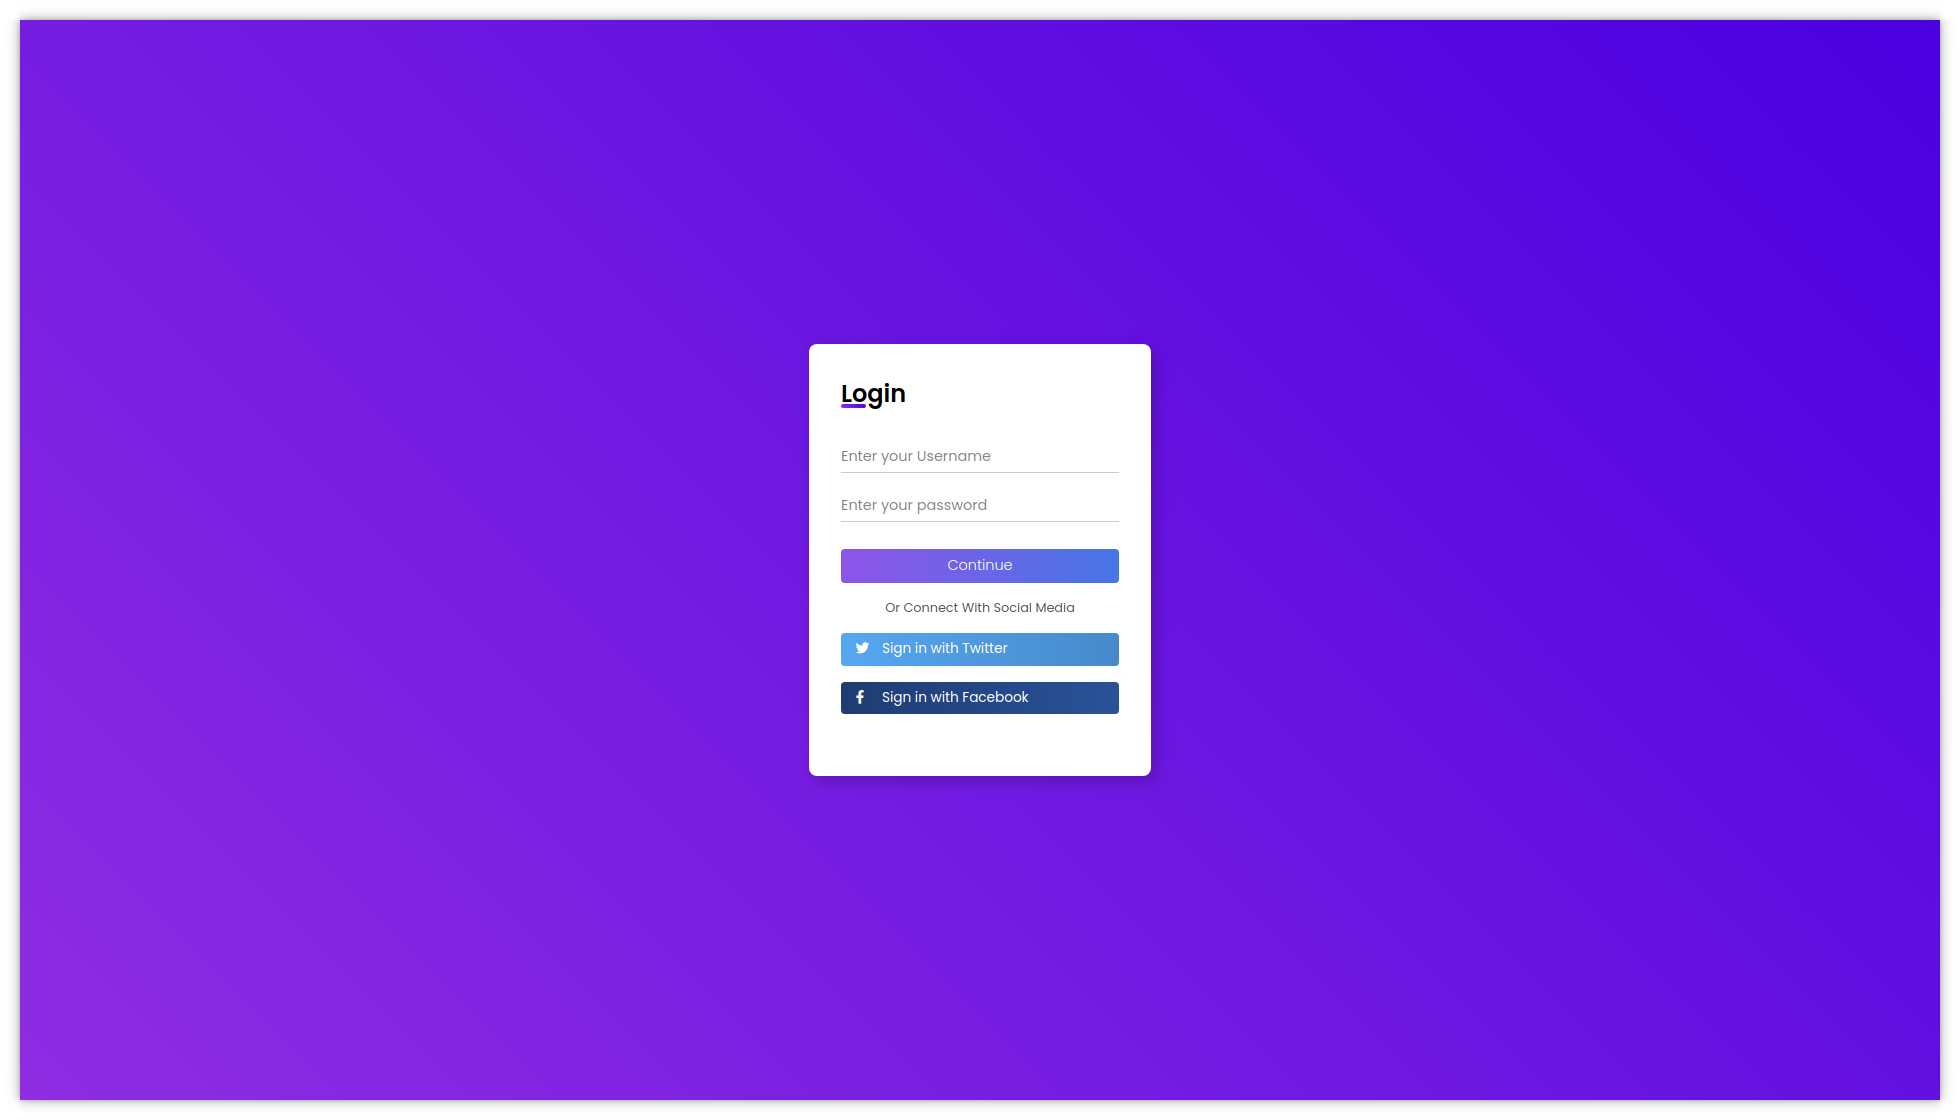 Login
Enter your Username
Enter your password
Continue
Or Connect With Social Media
Sign in with Twitter
Sign in with Facebook